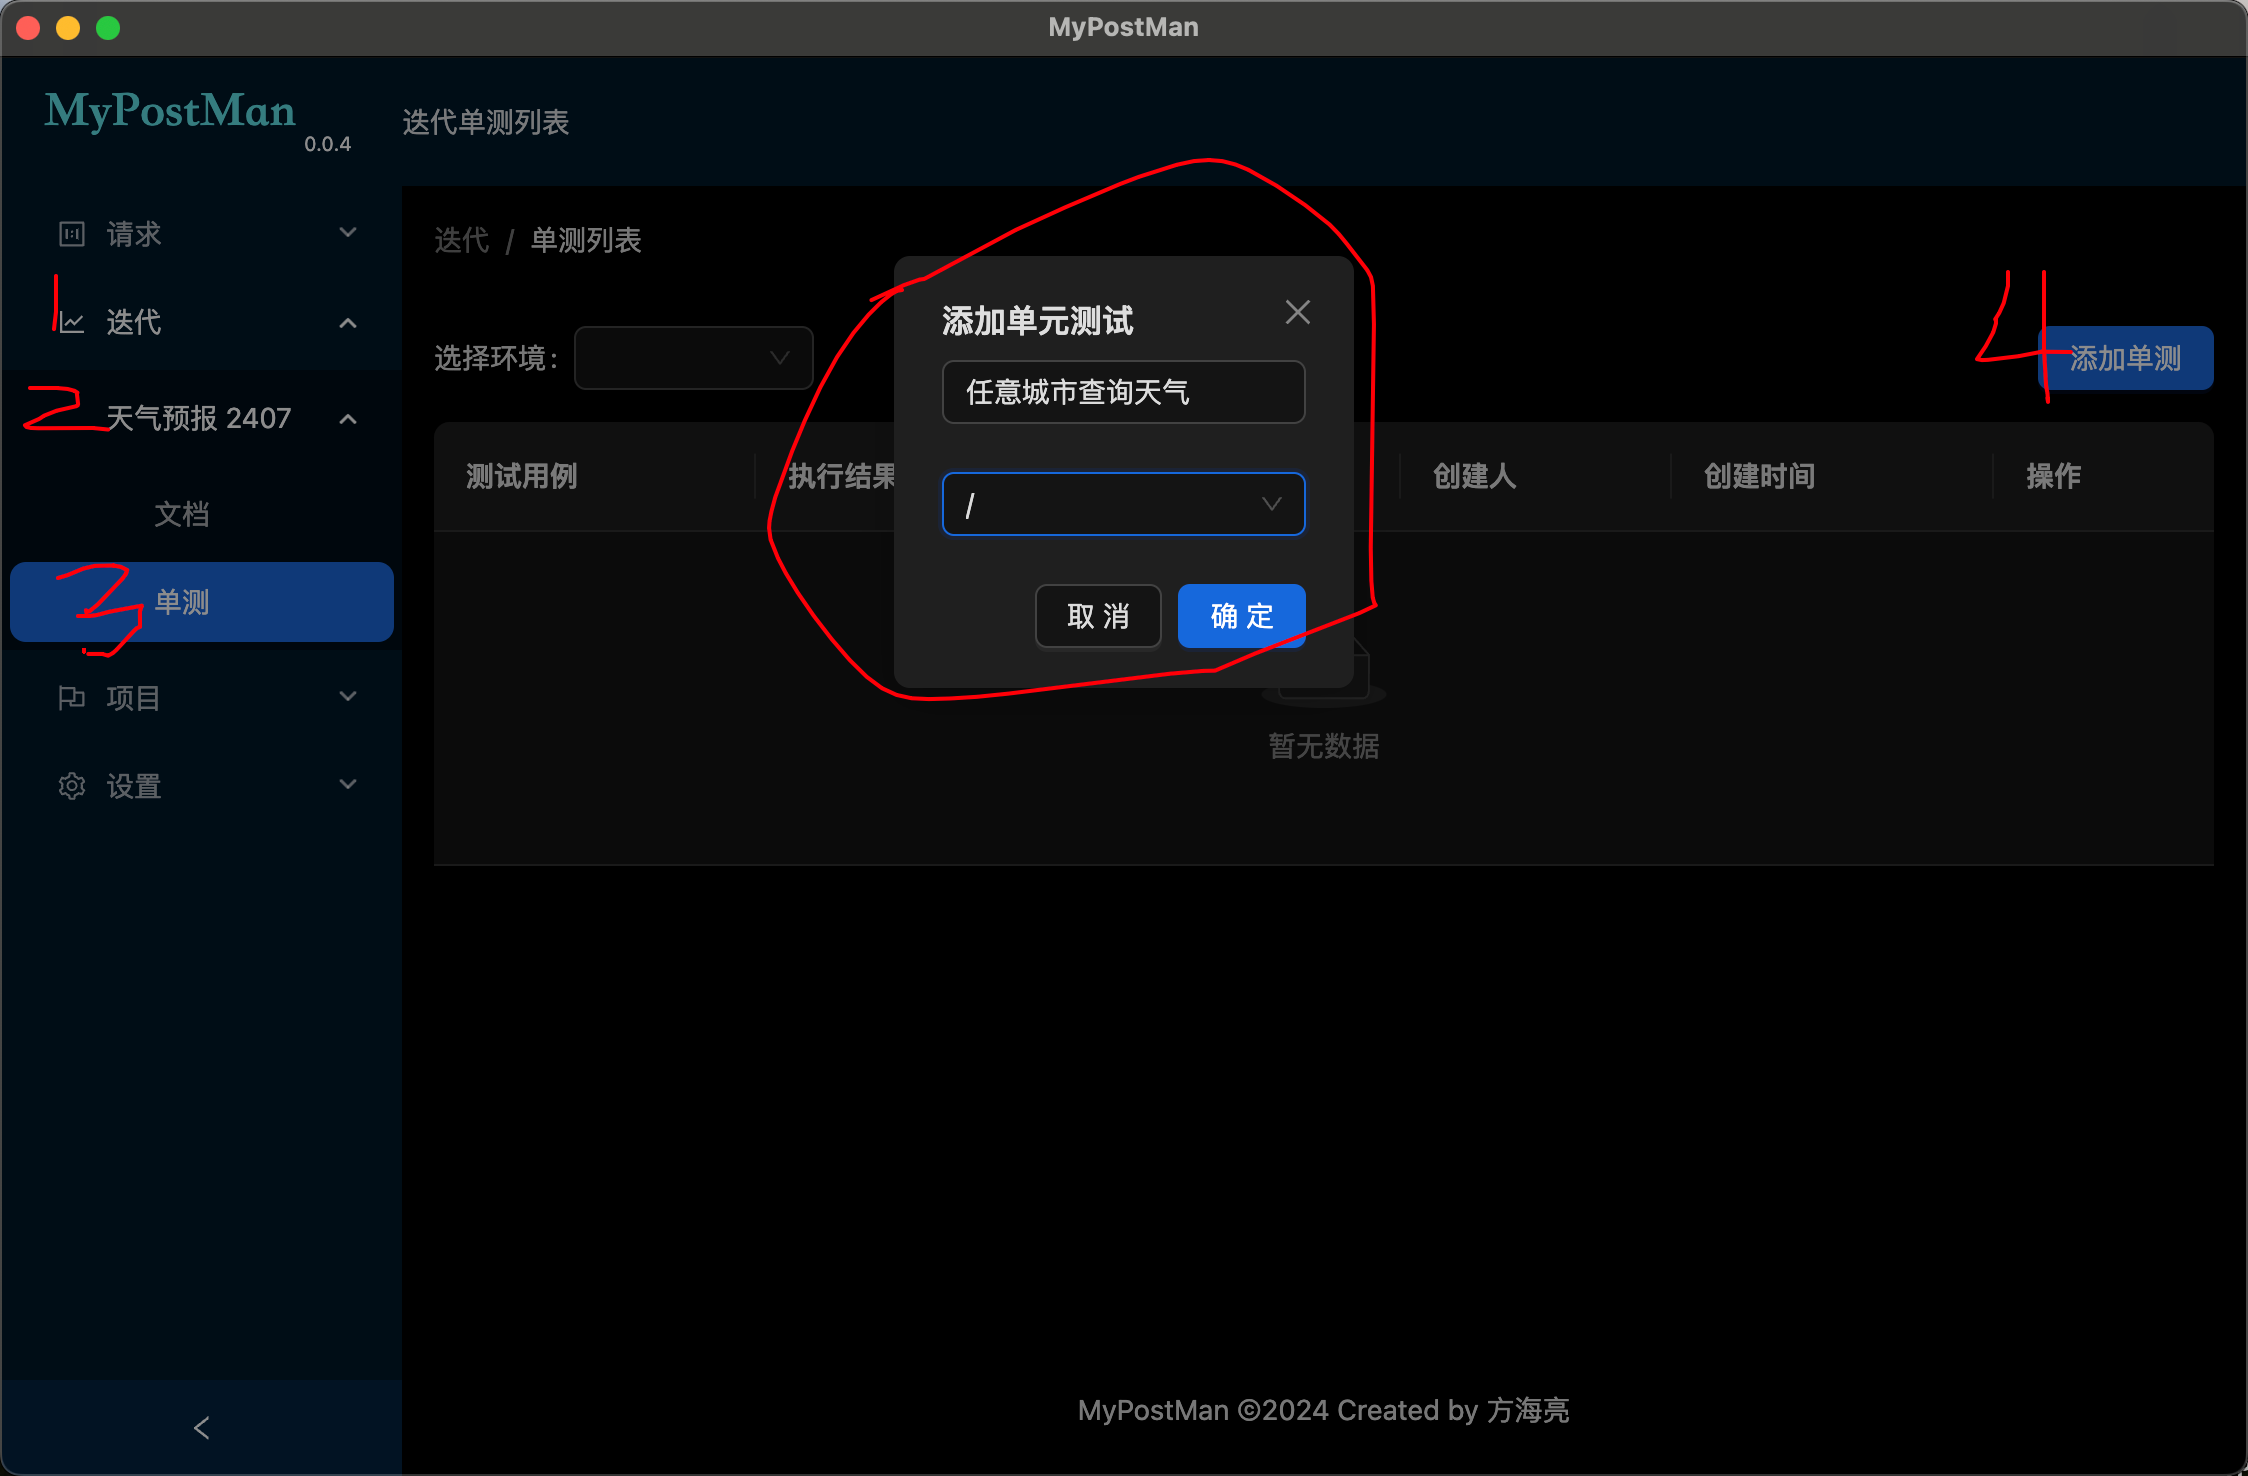 MyPostMan
MyPostMan
0.0.4
迭代单测列表
请求
1 迭代
2 天气预报 2407
文档
3 单测
项目
设置
迭代 / 单测列表
选择环境：
4 添加单测
测试用例 执行结果 创建人 创建时间 操作
暂无数据
添加单元测试
任意城市查询天气
/
取 消 确 定
MyPostMan ©2024 Created by 方海亮